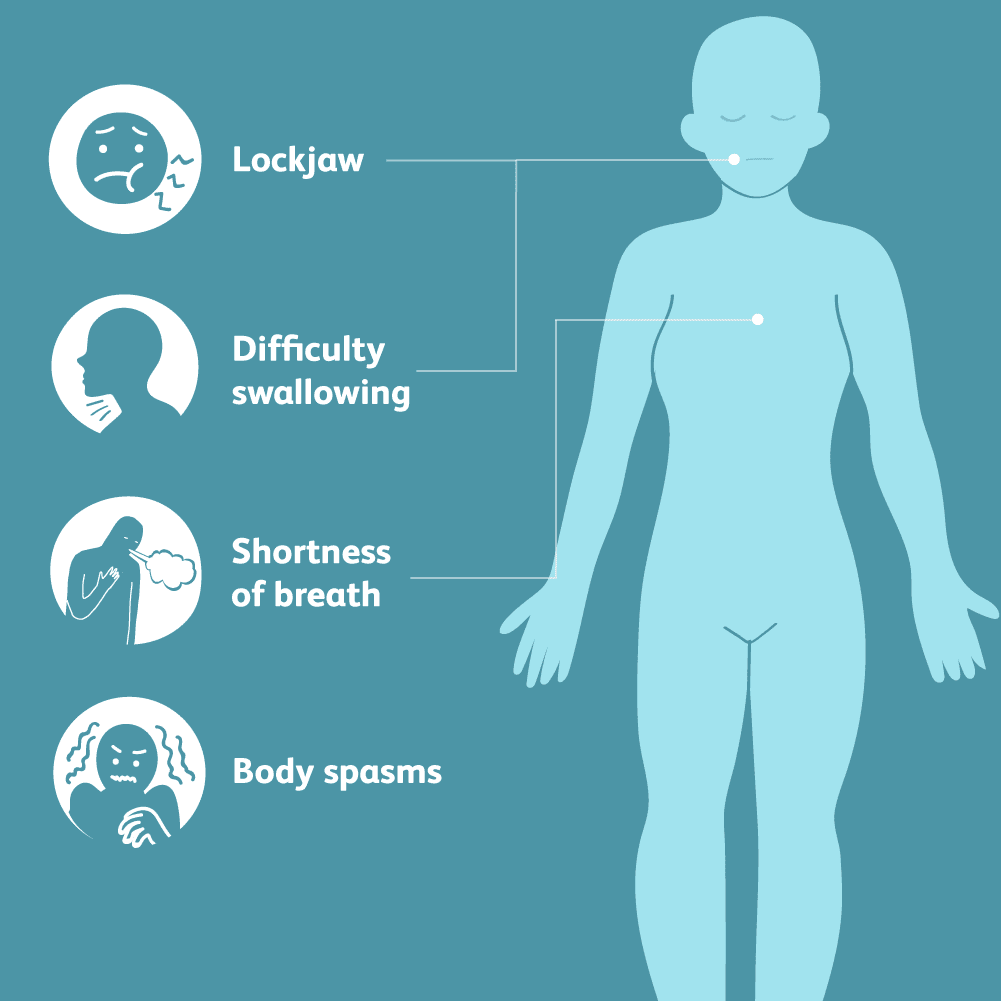 Lockjaw
Difficulty
swallowing
Shortness
of breath
Body spasms